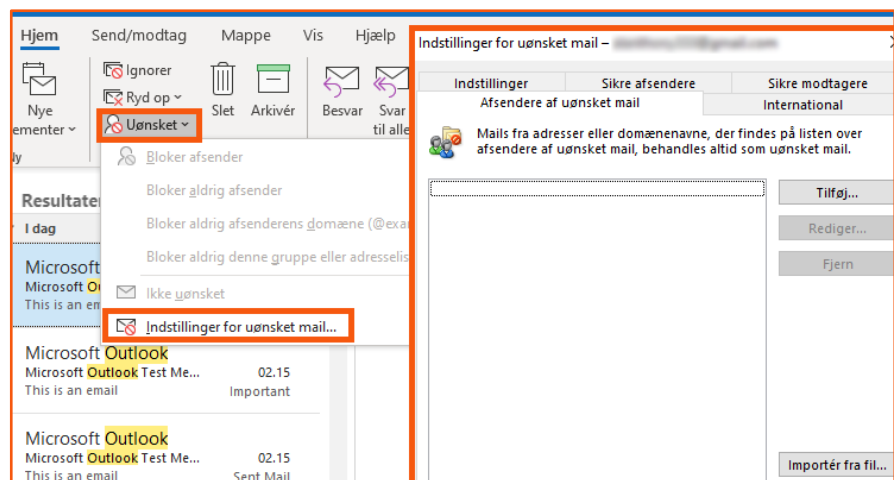 Hjem Send/modtag Mappe Vis Hjælp
Ignorer
Ryd op
Uønsket
Nye
ementer
Slet
Arkivér
Besvar
Svar
til alle
Bloker afsender
Bloker aldrig afsender
Bloker aldrig afsenderens domæne (@exa
Bloker aldrig denne gruppe eller adresselis
Ikke uønsket
Indstillinger for uønsket mail...
Resultate
I dag
Microsoft
Microsoft O
This is an em
Microsoft Outlook
Microsoft Outlook Test Me... 02.15
This is an email Important
Microsoft Outlook
Microsoft Outlook Test Me... 02.15
This is an email Sent Mail
Indstillinger for uønsket mail –
Indstillinger Sikre afsendere Sikre modtagere
Afsendere af uønsket mail International
Mails fra adresser eller domænenavne, der findes på listen over
afsendere af uønsket mail, behandles altid som uønsket mail.
Tilføj...
Rediger...
Fjern
Importér fra fil...